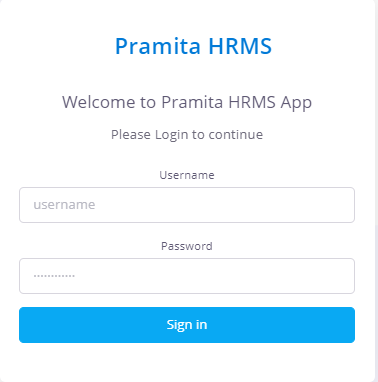 Pramita HRMS
Welcome to Pramita HRMS App
Please Login to continue
Username
username
Password
............
Sign in